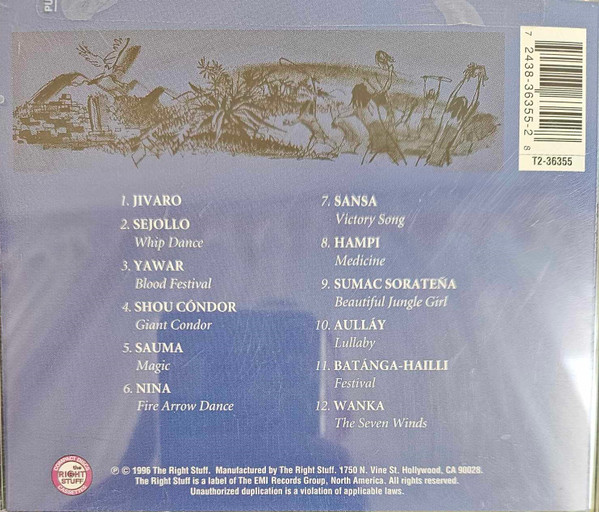 PU
7 2438-36355-2 8
T2-36355
1. JIVARO
2. SEJOLLO
Whip Dance
3. YAWAR
Blood Festival
4. SHOU CÓNDOR
Giant Condor
5. SAUMA
Magic
6. NINA
Fire Arrow Dance
7. SANSA
Victory Song
8. HAMPI
Medicine
9. SUMAC SORATEÑA
Beautiful Jungle Girl
10. AULLÁY
Lullaby
11. BATÁNGA-HAILLI
Festival
12. WANKA
The Seven Winds
the
RIGHT
STUFF
℗ © 1996 The Right Stuff. Manufactured by The Right Stuff. 1750 N. Vine St. Hollywood, CA 90028.
The Right Stuff is a label of The EMI Records Group, North America. All rights reserved.
Unauthorized duplication is a violation of applicable laws.